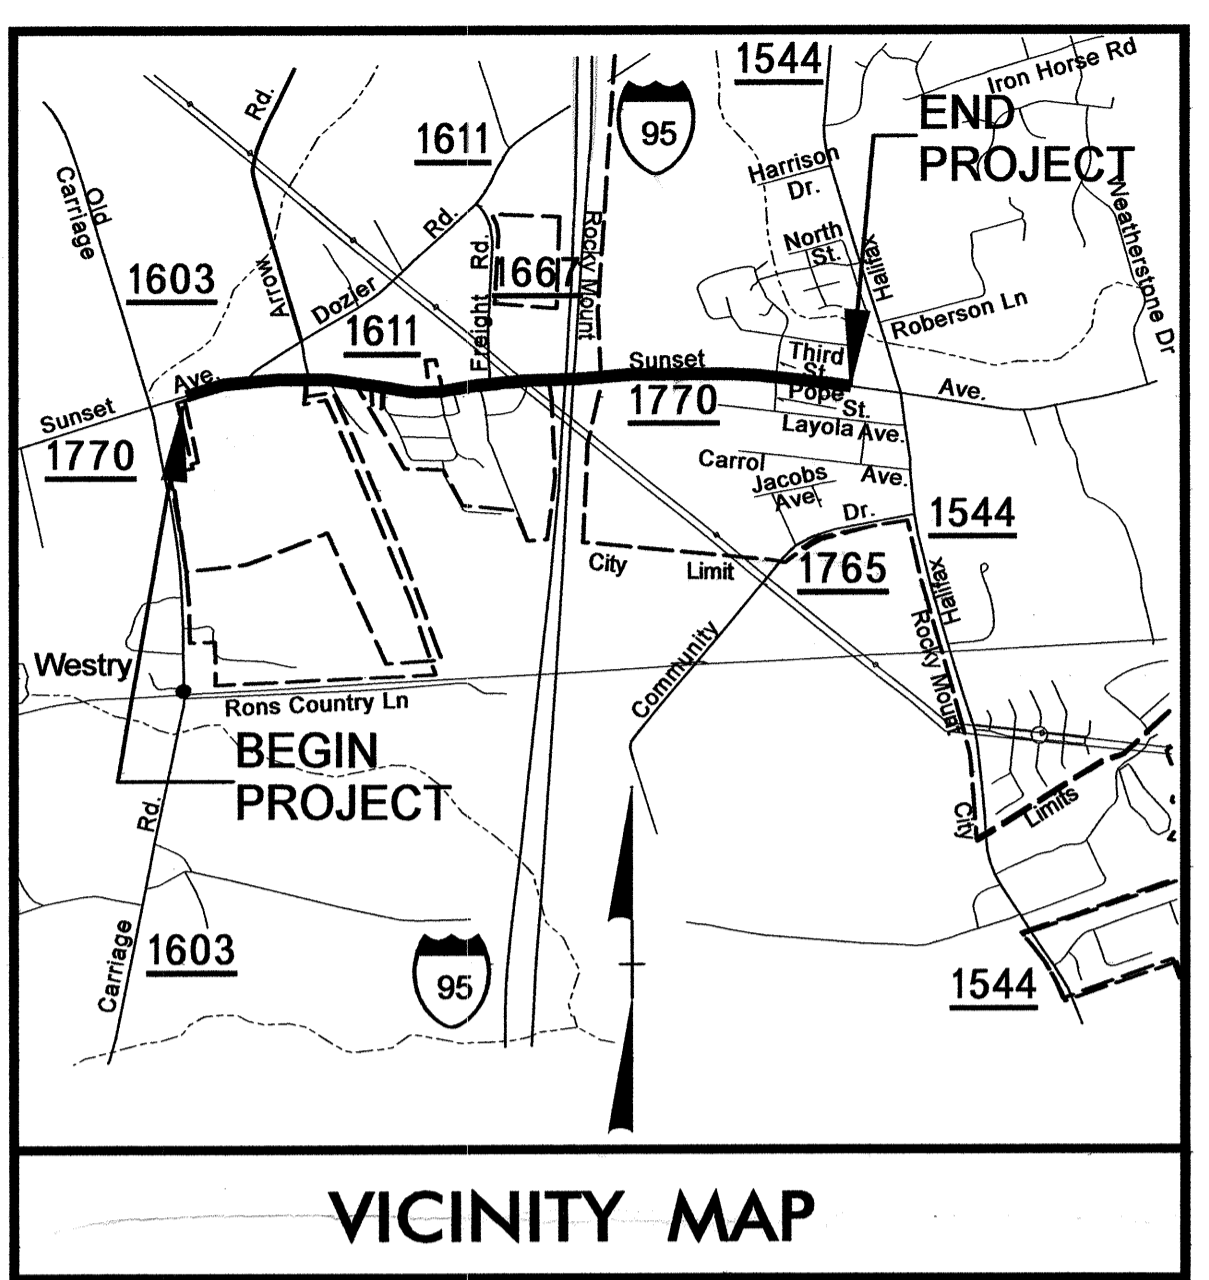 1544
Iron Horse Rd
END
PROJECT
95
Rd.
1611
Old
Carriage
1603
Arrow
Dozier
Rd.
Freight Rd.
1667
Rocky Mount
Harrison
Dr.
North
St.
Halifax
Weatherstone Dr
Roberson Ln
1611
Third
St.
Sunset
Ave.
Sunset
1770
1770
Pope
St.
Ave.
Layola Ave.
Carrol
Ave.
Jacobs
Ave.
Dr.
1544
City
Limit
1765
Halifax
Community
Rocky Mount
Westry
Rons Country Ln
BEGIN
PROJECT
Rd.
City
Limits
Carriage
1603
95
1544
VICINITY MAP